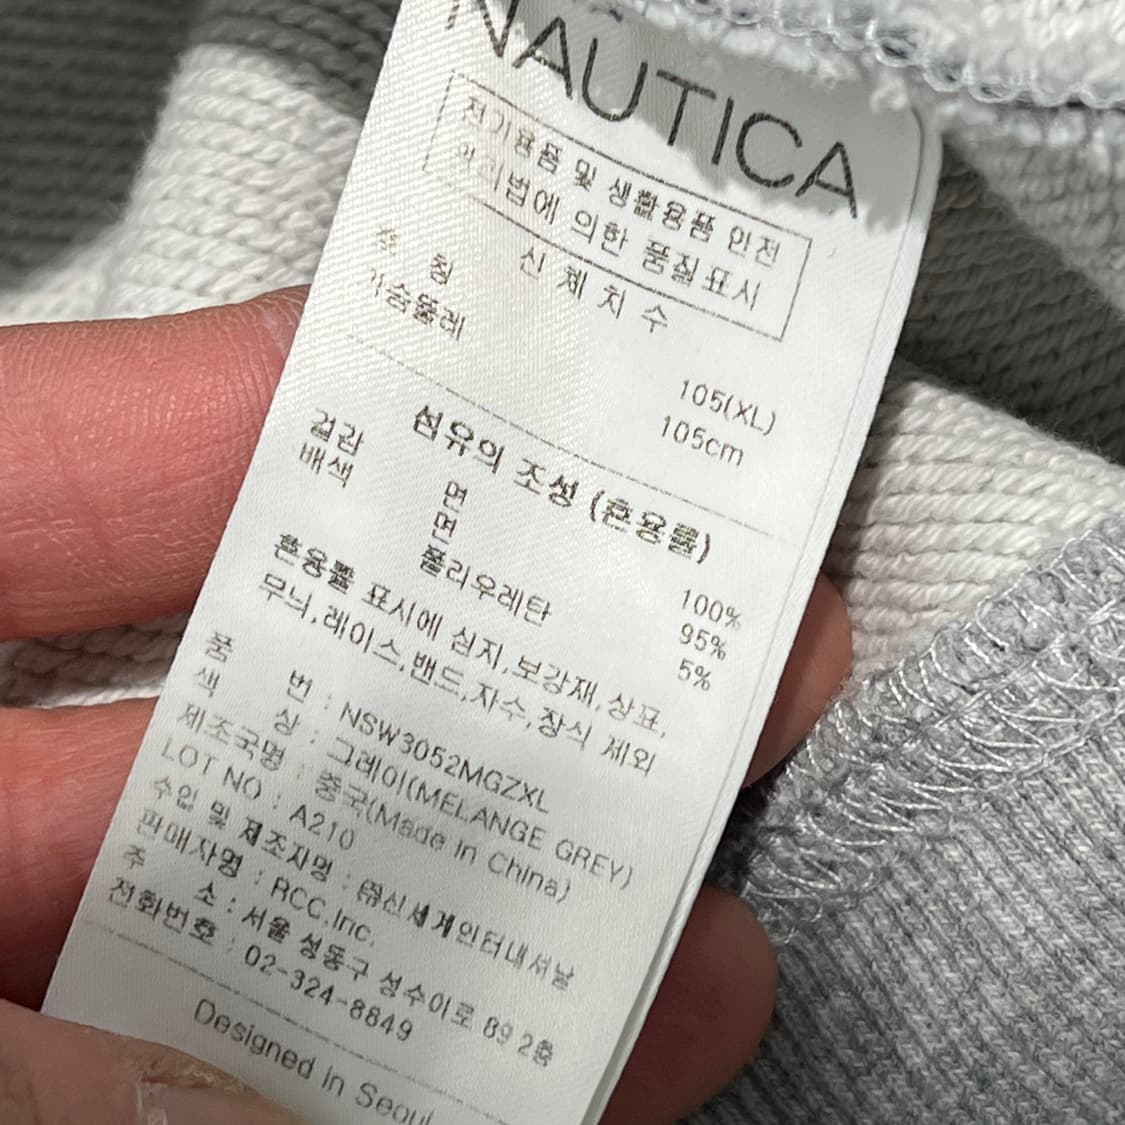 NAUTICA
전기용품 및 생활용품 안전
관리법에 의한 품질표시
신 체 치 수
호 칭 105(XL)
가슴둘레 105cm
섬유의 조성 (혼용률)
겉감 면 100%
배색 면 95%
폴리우레탄 5%
혼용률 표시에 심지,보강재,상표,
무늬,레이스,밴드,자수,장식 제외
품 번 : NSW3052MGZXL
색 상 : 그레이(MELANGE GREY)
제조국명 : 중국(Made in China)
LOT NO : A210
수입 및 제조자명 : ㈜신세계인터내셔날
판매자명 : RCC.Inc.
주 소 : 서울 성동구 성수이로 89 2층
전화번호 : 02-324-8849
Designed in Seoul